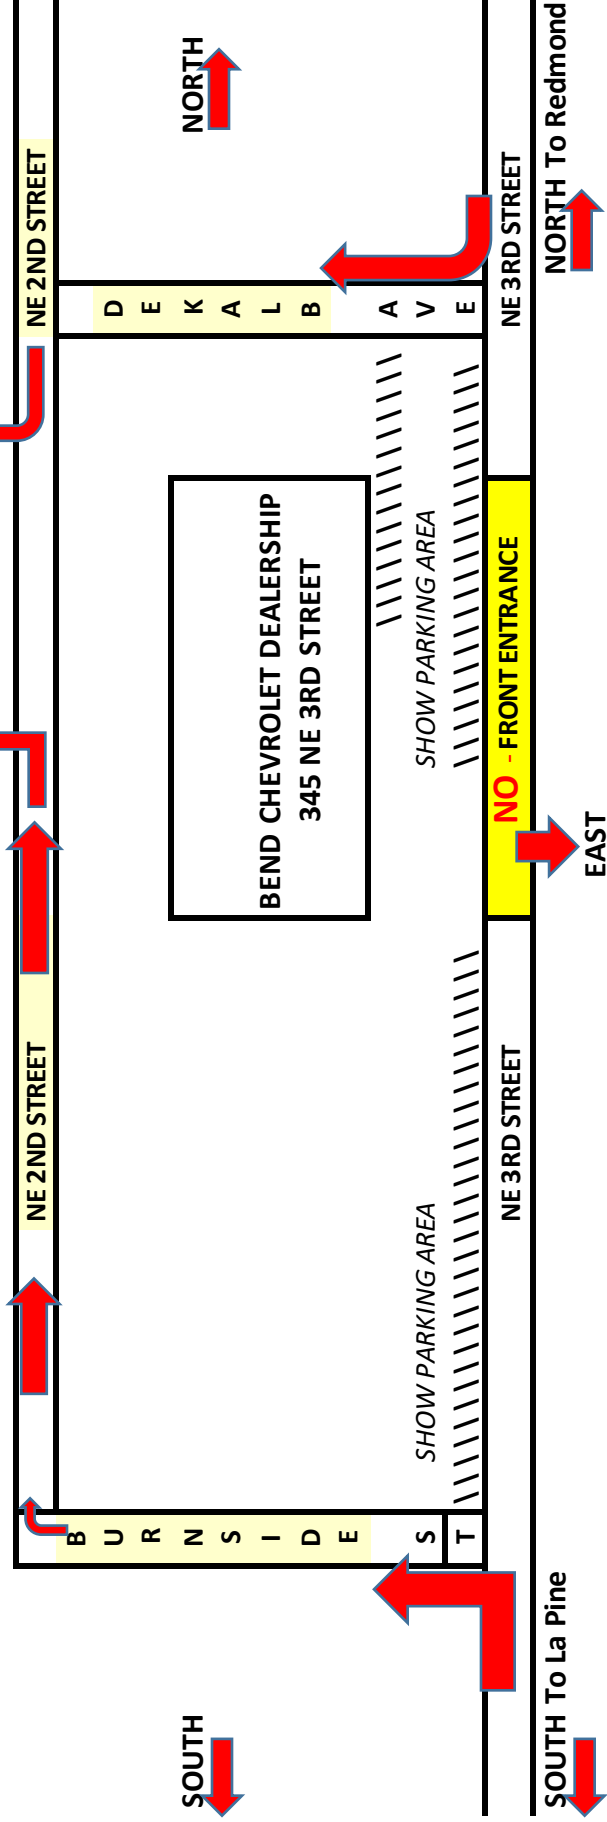 NE 2ND STREET
NE 2ND STREET
SOUTH
NORTH
BURNSIDE ST
DEKALB AVE
BEND CHEVROLET DEALERSHIP
345 NE 3RD STREET
SHOW PARKING AREA
SHOW PARKING AREA
NE 3RD STREET
NO - FRONT ENTRANCE
NE 3RD STREET
SOUTH To La Pine
EAST
NORTH To Redmond